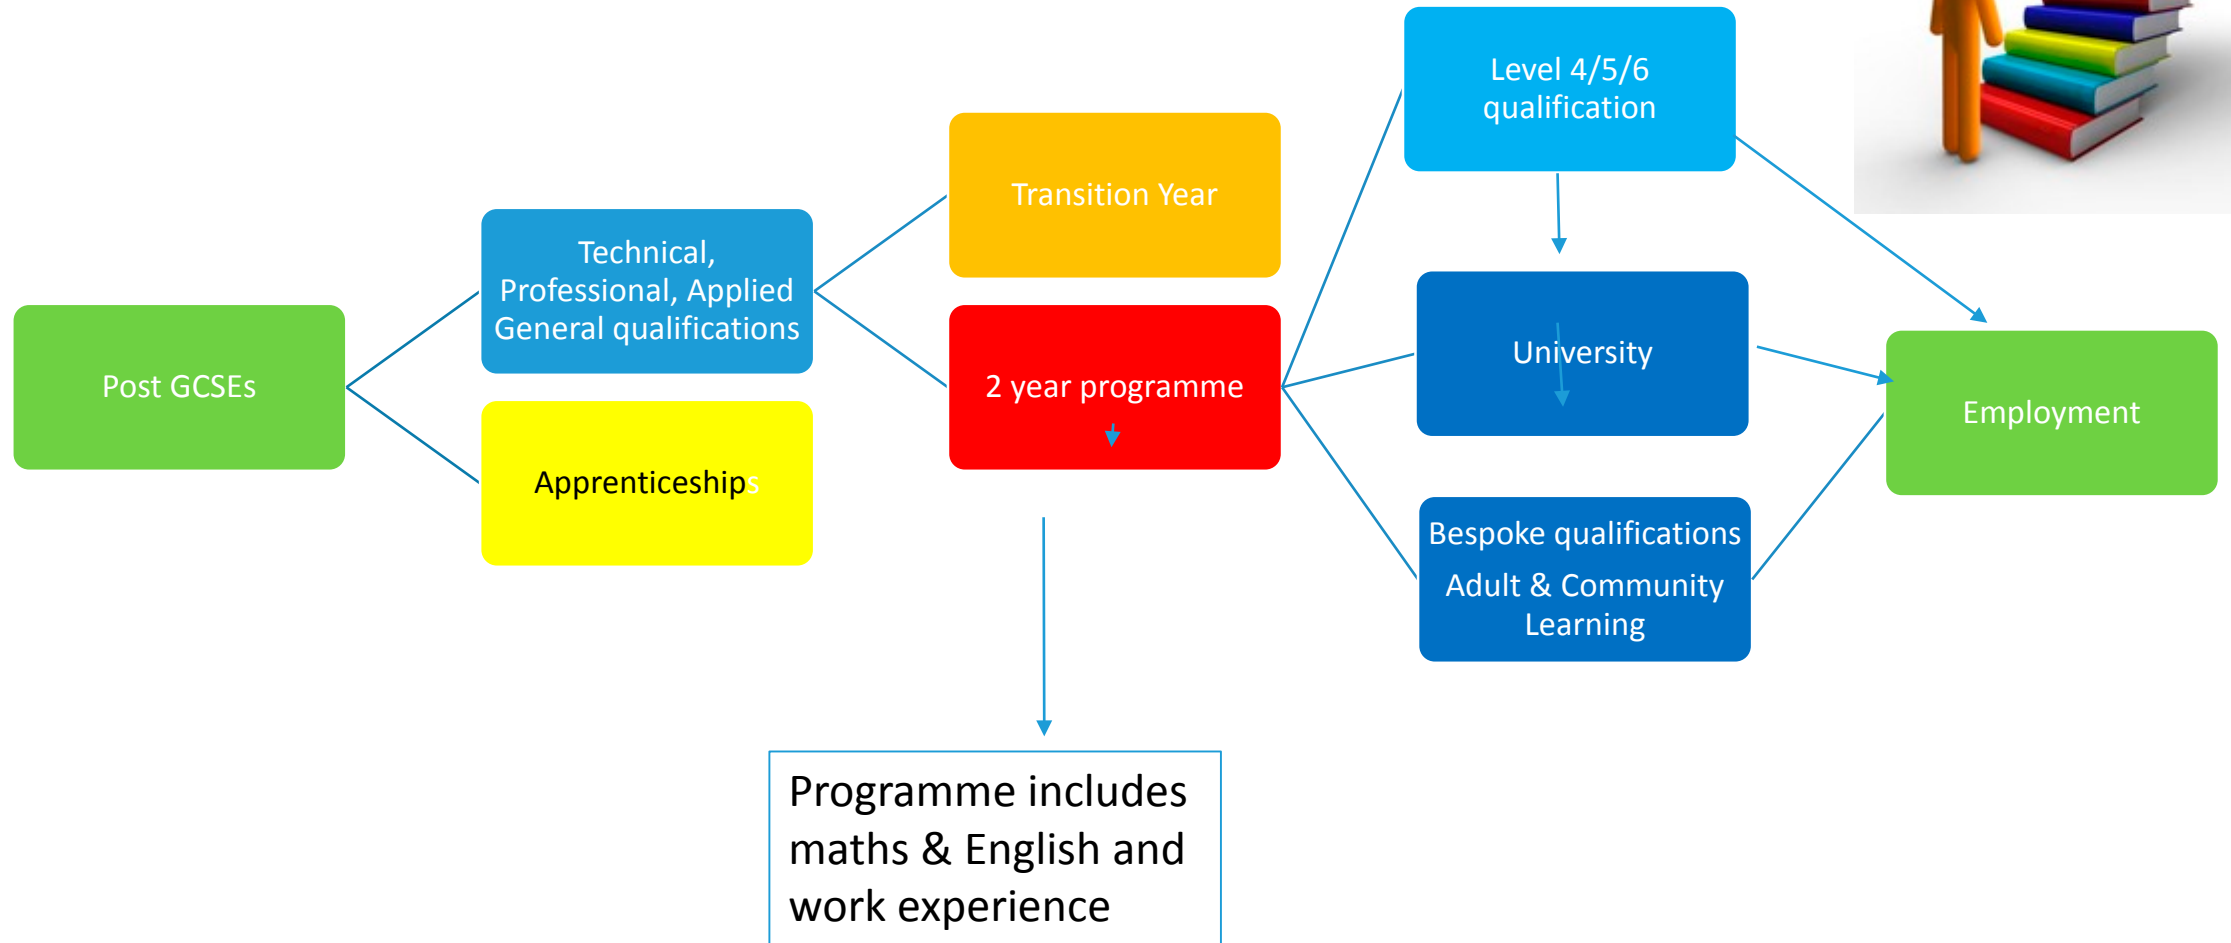 Post GCSEs
Technical,
Professional, Applied
General qualifications
Apprenticeships
Transition Year
2 year programme
Programme includes
maths & English and
work experience
Level 4/5/6
qualification
University
Bespoke qualifications
Adult & Community
Learning
Employment